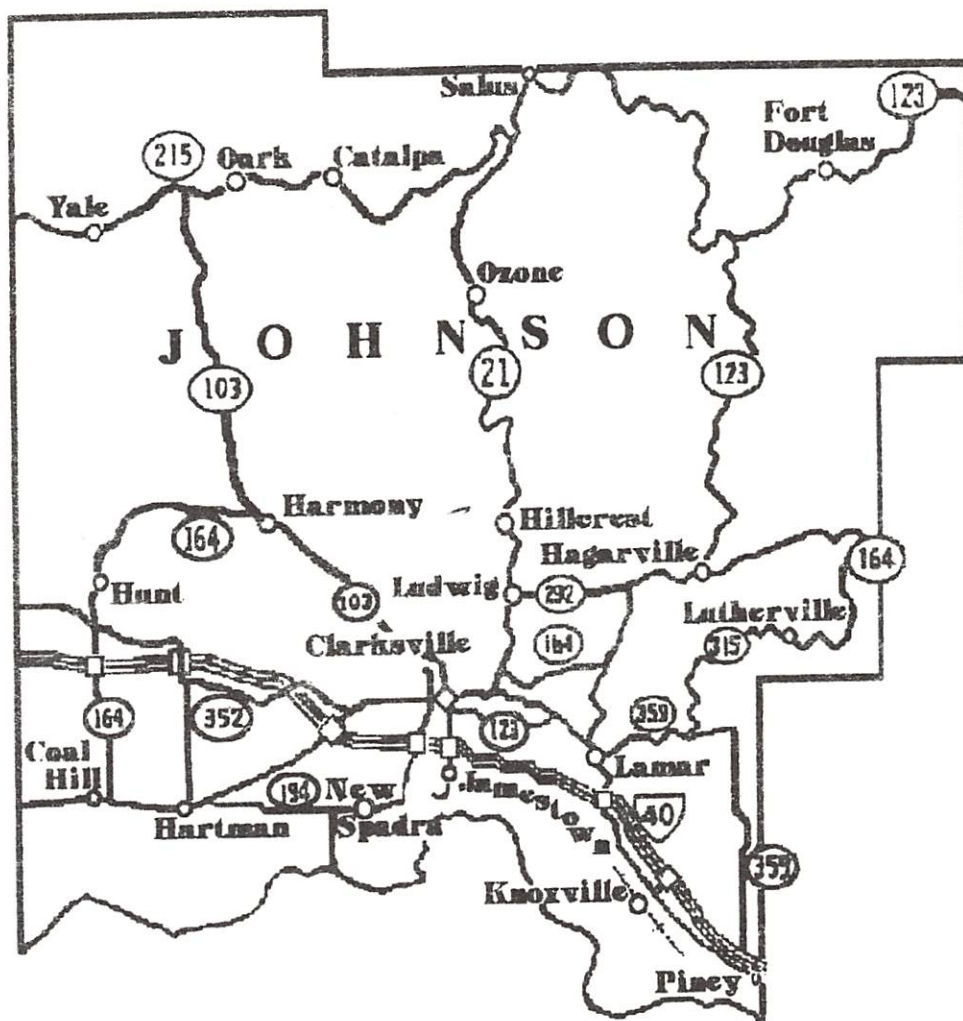 Salus
123
Fort
Douglas
215
Oark
Catalpa
Yale
Ozone
JOHNSON
103
21
123
Harmony
Hillcrest
164
Hagarville
164
Hunt
103
Ludwig
292
Lutherville
Clarksville
164
315
164
352
123
359
Coal
Hill
Lamar
194
New
Spadra
Jamestown
Hartman
40
359
Knoxville
Piney